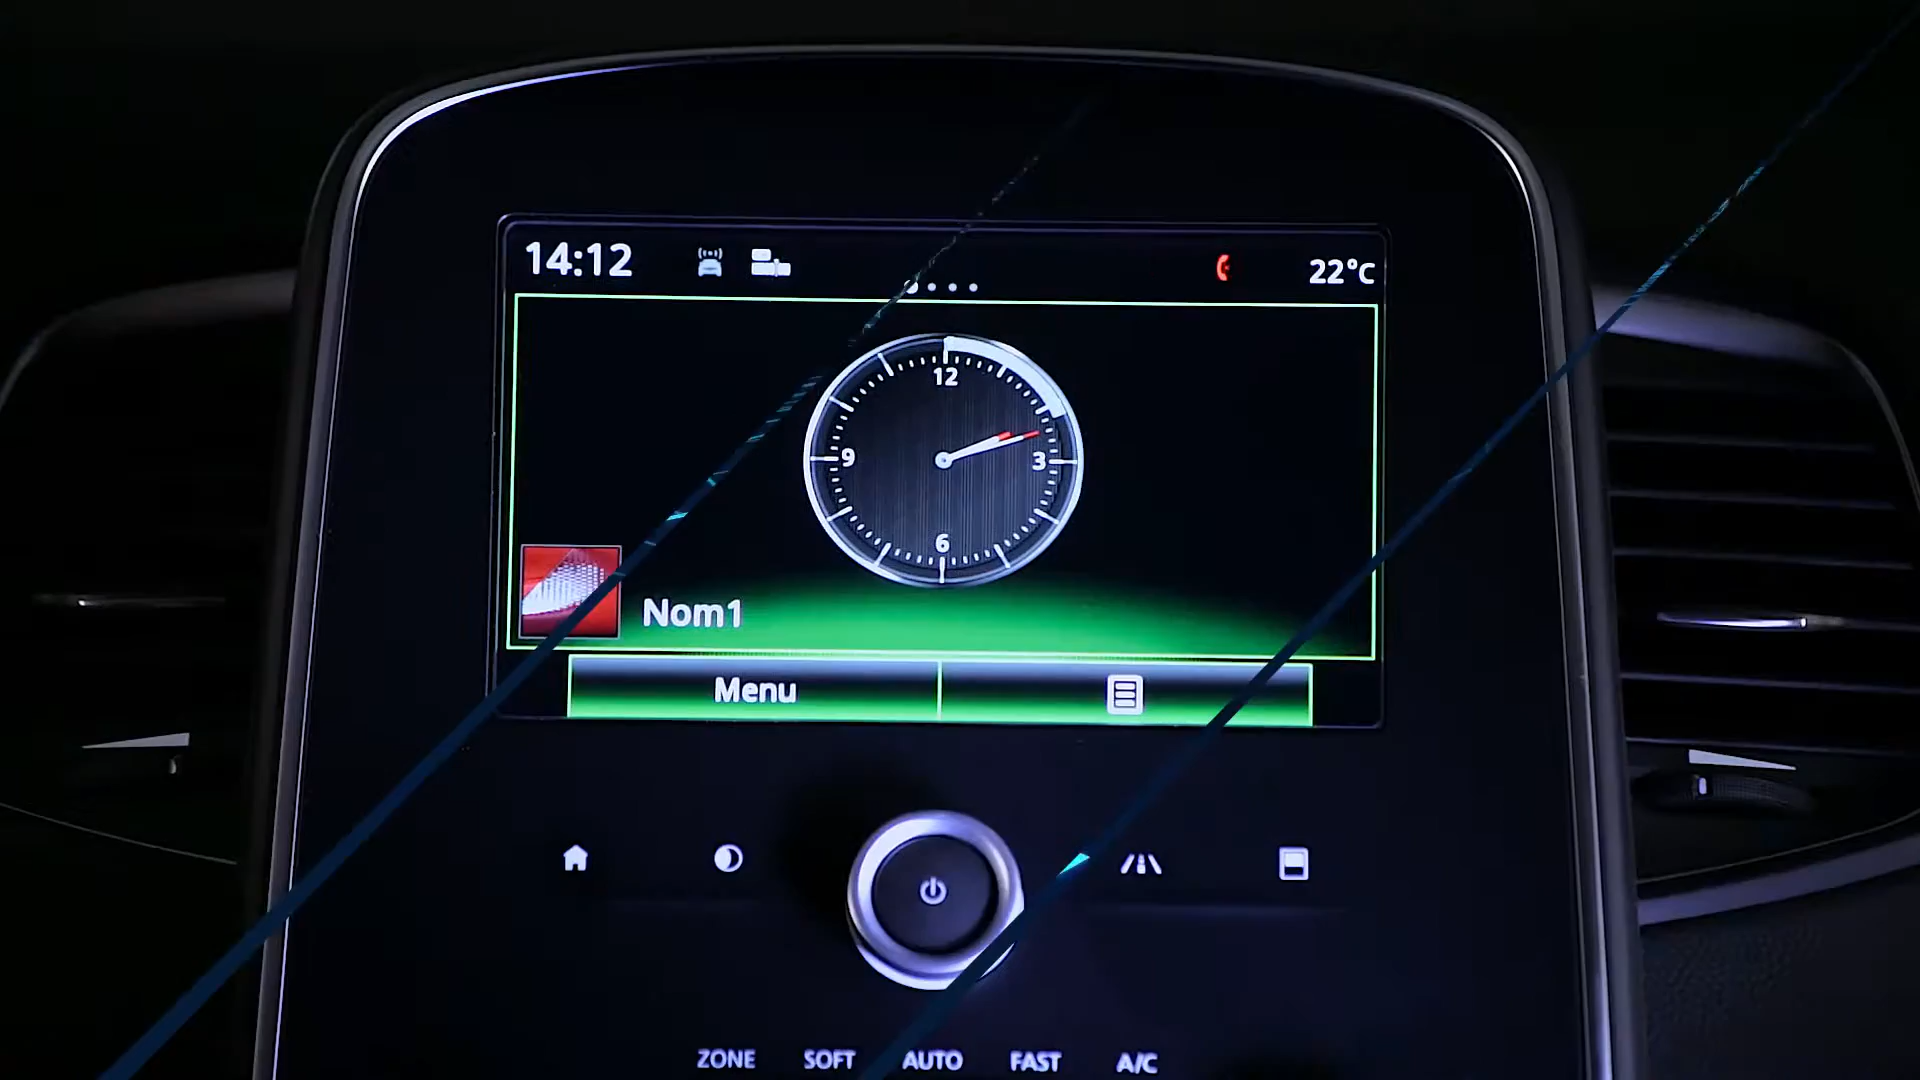 14:12
22°C
12
9
3
6
Nom1
Menu
ZONE SOFT AUTO FAST A/C